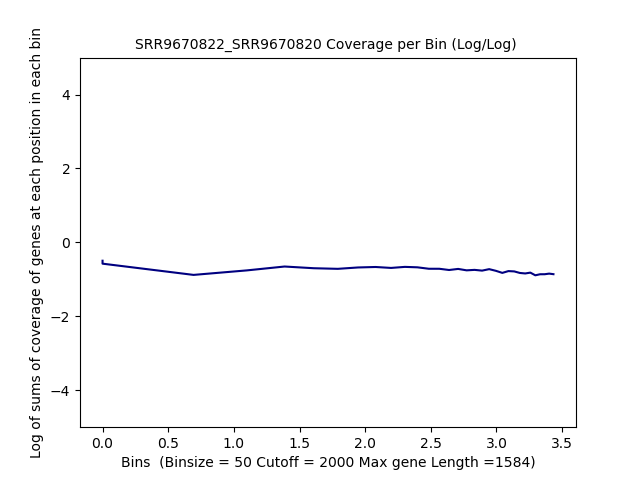 SRR9670822_SRR9670820 Coverage per Bin (Log/Log)
Log of sums of coverage of genes at each position in each bin
4
2
0
−2
−4
0.0 0.5 1.0 1.5 2.0 2.5 3.0 3.5
Bins  (Binsize = 50 Cutoff = 2000 Max gene Length =1584)